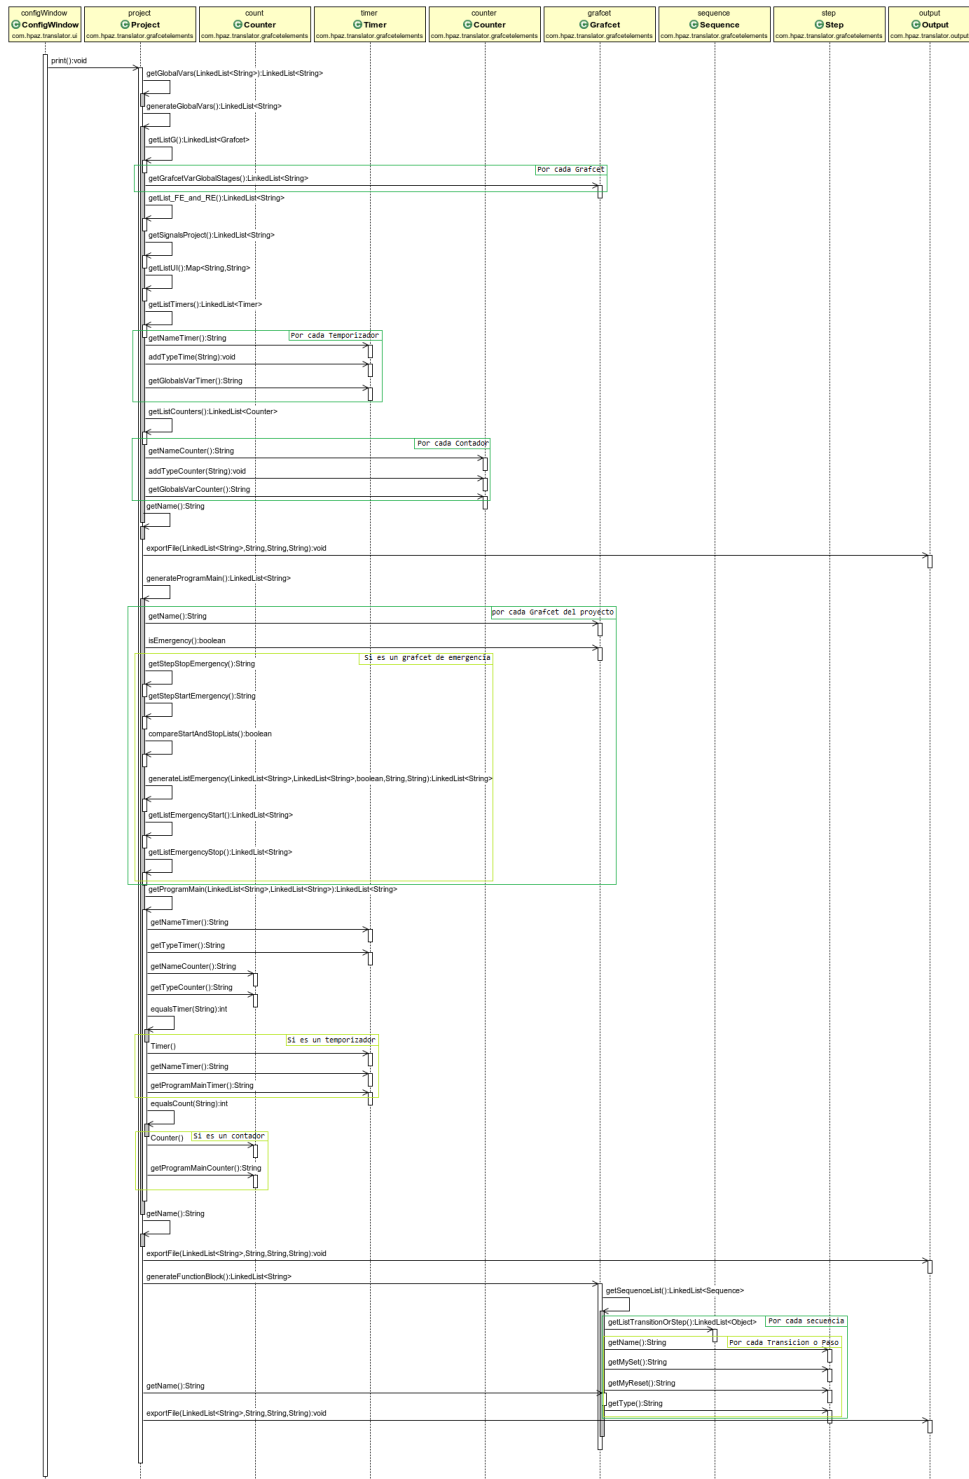 configWindow
ConfigWindow
com.hpaz.translator.ui
project
Project
com.hpaz.translator.grafcetelements
count
Counter
com.hpaz.translator.grafcetelements
timer
Timer
com.hpaz.translator.grafcetelements
counter
Counter
com.hpaz.translator.grafcetelements
grafcet
Grafcet
com.hpaz.translator.grafcetelements
sequence
Sequence
com.hpaz.translator.grafcetelements
step
Step
com.hpaz.translator.grafcetelements
output
Output
com.hpaz.translator.output
print():void
getGlobalVars(LinkedList<String>):LinkedList<String>
generateGlobalVars():LinkedList<String>
getListG():LinkedList<Grafcet>
Por cada Grafcet
getGrafcetVarGlobalStages():LinkedList<String>
getList_FE_and_RE():LinkedList<String>
getSignalsProject():LinkedList<String>
getListUI():Map<String,String>
getListTimers():LinkedList<Timer>
Por cada Temporizador
getNameTimer():String
addTypeTime(String):void
getGlobalsVarTimer():String
getListCounters():LinkedList<Counter>
Por cada Contador
getNameCounter():String
addTypeCounter(String):void
getGlobalsVarCounter():String
getName():String
exportFile(LinkedList<String>,String,String,String):void
generateProgramMain():LinkedList<String>
por cada Grafcet del proyecto
getName():String
isEmergency():boolean
Si es un grafcet de emergencia
getStepStopEmergency():String
getStepStartEmergency():String
compareStartAndStopLists():boolean
generateListEmergency(LinkedList<String>,LinkedList<String>,boolean,String,String):LinkedList<String>
getListEmergencyStart():LinkedList<String>
getListEmergencyStop():LinkedList<String>
getProgramMain(LinkedList<String>,LinkedList<String>):LinkedList<String>
getNameTimer():String
getTypeTimer():String
getNameCounter():String
getTypeCounter():String
equalsTimer(String):int
Si es un temporizador
Timer()
getNameTimer():String
getProgramMainTimer():String
equalsCount(String):int
Si es un contador
Counter()
getProgramMainCounter():String
getName():String
exportFile(LinkedList<String>,String,String,String):void
generateFunctionBlock():LinkedList<String>
getSequenceList():LinkedList<Sequence>
Por cada secuencia
getListTransitionOrStep():LinkedList<Object>
Por cada Transicion o Paso
getName():String
getMySet():String
getMyReset():String
getName():String
getType():String
exportFile(LinkedList<String>,String,String,String):void